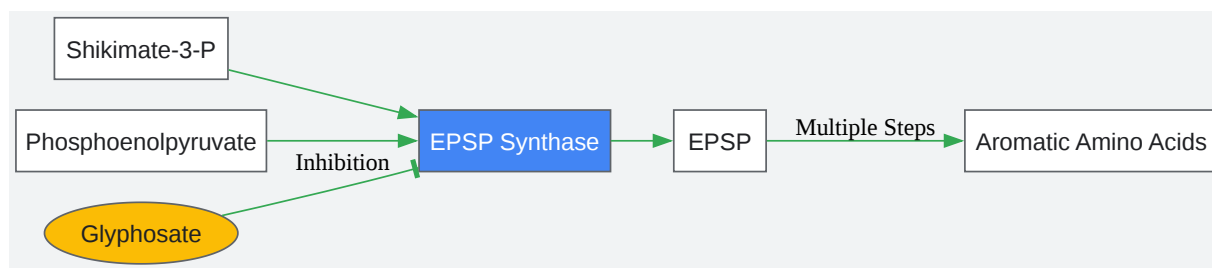 Shikimate-3-P
Phosphoenolpyruvate
Inhibition
Glyphosate
EPSP Synthase
EPSP
Multiple Steps
Aromatic Amino Acids